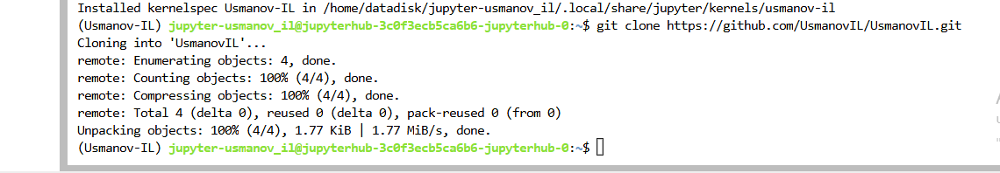 Installed kernelspec Usmanov-IL in /home/datadisk/jupyter-usmanov_il/.local/share/jupyter/kernels/usmanov-il
(Usmanov-IL) jupyter-usmanov_il@jupyterhub-3c0f3ecb5ca6b6-jupyterhub-0:~$ git clone https://github.com/UsmanovIL/UsmanovIL.git
Cloning into 'UsmanovIL'...
remote: Enumerating objects: 4, done.
remote: Counting objects: 100% (4/4), done.
remote: Compressing objects: 100% (4/4), done.
remote: Total 4 (delta 0), reused 0 (delta 0), pack-reused 0 (from 0)
Unpacking objects: 100% (4/4), 1.77 KiB | 1.77 MiB/s, done.
(Usmanov-IL) jupyter-usmanov_il@jupyterhub-3c0f3ecb5ca6b6-jupyterhub-0:~$